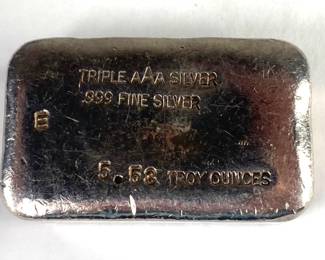 TRIPLE AAA SILVER
.999 FINE SILVER
E
5.58 TROY OUNCES